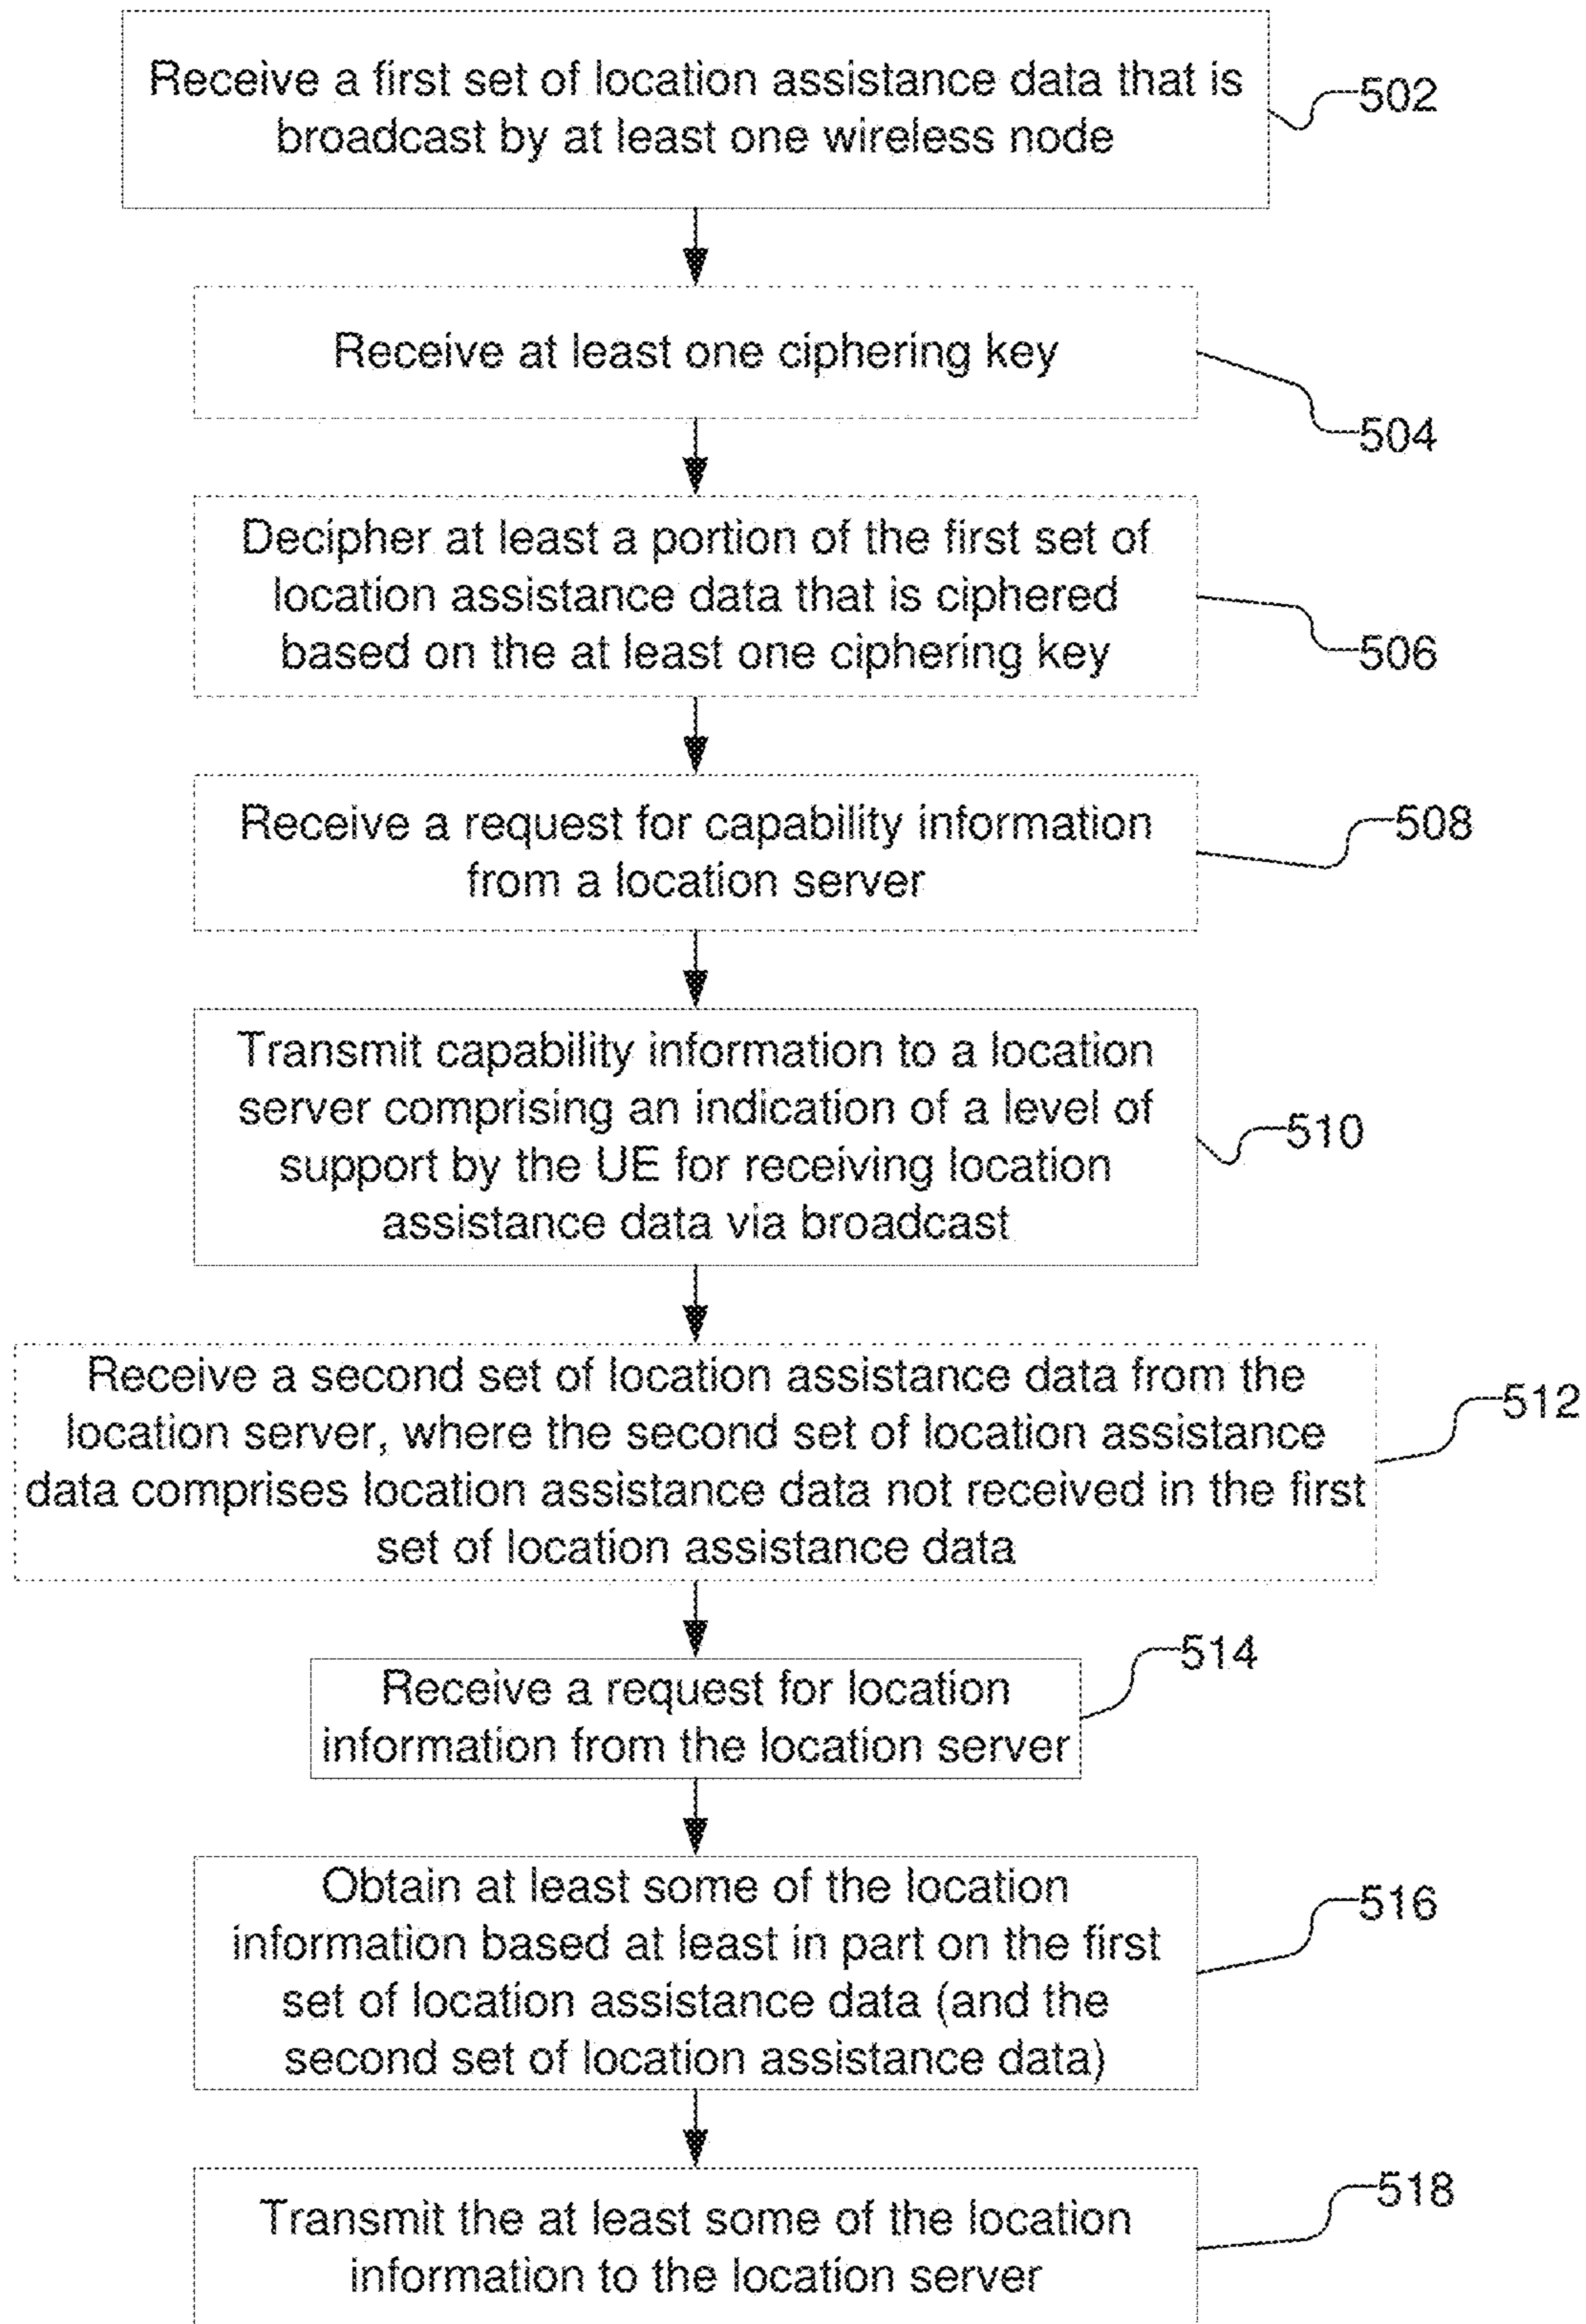 Receive a first set of location assistance data that is
broadcast by at least one wireless node
502
Receive at least one ciphering key
504
Decipher at least a portion of the first set of
location assistance data that is ciphered
based on the at least one ciphering key
506
Receive a request for capability information
from a location server
508
Transmit capability information to a location
server comprising an indication of a level of
support by the UE for receiving location
assistance data via broadcast
510
Receive a second set of location assistance data from the
location server, where the second set of location assistance
data comprises location assistance data not received in the first
set of location assistance data
512
Receive a request for location
information from the location server
514
Obtain at least some of the location
information based at least in part on the first
set of location assistance data (and the
second set of location assistance data)
516
Transmit the at least some of the location
information to the location server
518